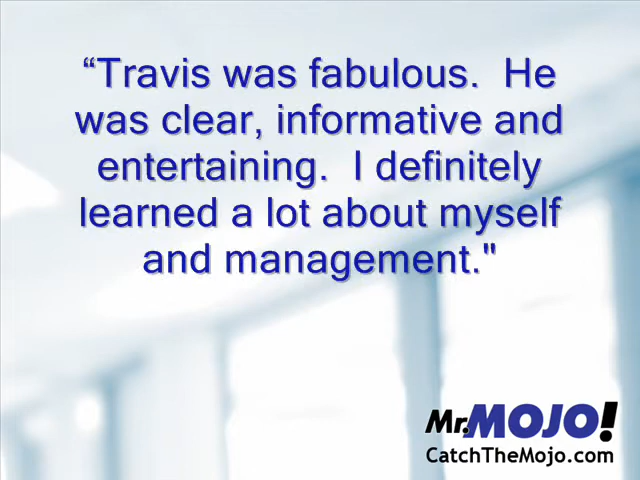 “Travis was fabulous.  He
was clear, informative and
entertaining.  I definitely
learned a lot about myself
and management."
Mr.MOJO!
CatchTheMojo.com